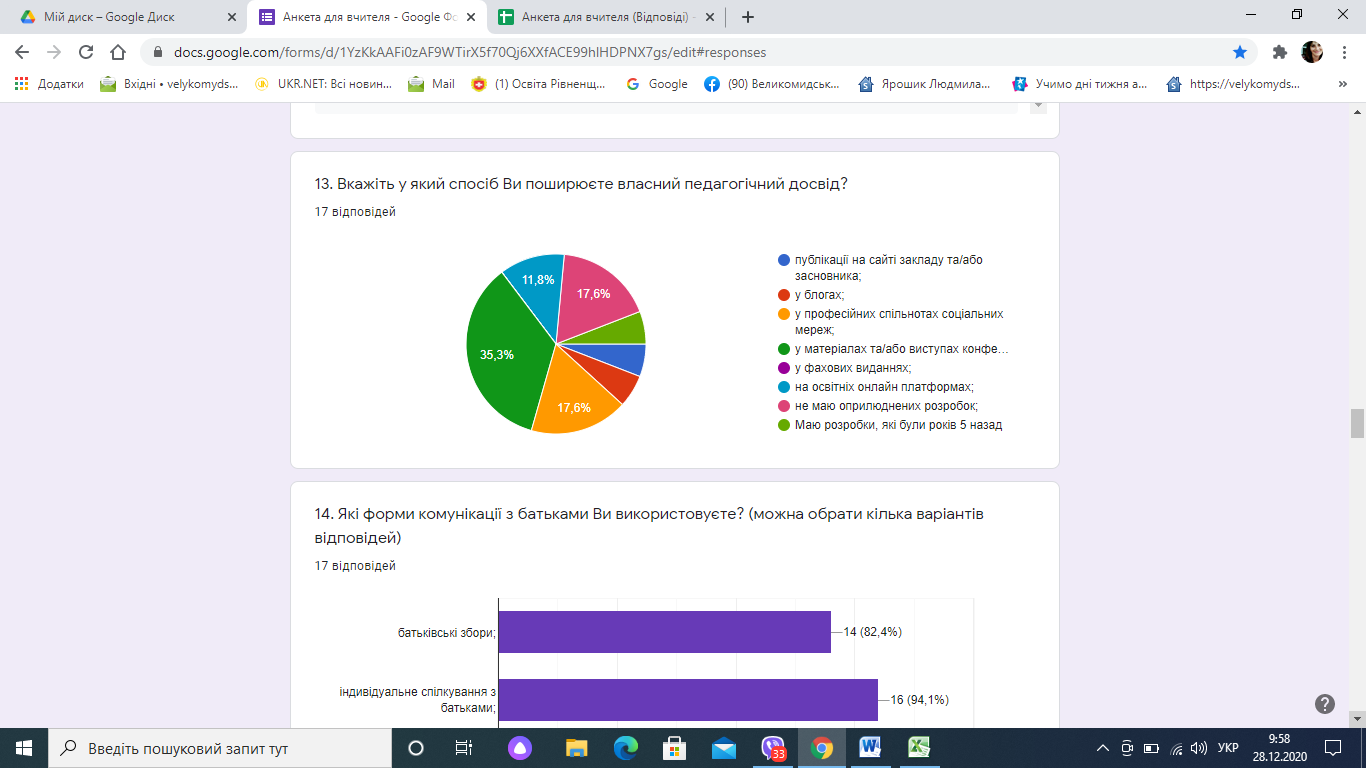 Мій диск – Google Диск
Анкета для вчителя - Google Фо
Анкета для вчителя (Відповіді) -
docs.google.com/forms/d/1YzKkAAFi0zAF9WTirX5f70Qj6XXfACE99hlHDPNX7gs/edit#responses
Додатки
Вхідні • velykomyds...
UKR.NET: Всі новин...
Mail
(1) Освіта Рівненщ...
Google
(90) Великомидськ...
Ярошик Людмила...
Учимо дні тижня а...
https://velykomyds...
13. Вкажіть у який спосіб Ви поширюєте власний педагогічний досвід?
17 відповідей
11,8%
17,6%
35,3%
17,6%
публікації на сайті закладу та/або
засновника;
у блогах;
у професійних спільнотах соціальних
мереж;
у матеріалах та/або виступах конфе…
у фахових виданнях;
на освітніх онлайн платформах;
не маю оприлюднених розробок;
Маю розробки, які були років 5 назад
14. Які форми комунікації з батьками Ви використовуєте? (можна обрати кілька варіантів
відповідей)
17 відповідей
батьківські збори;
14 (82,4%)
індивідуальне спілкування з
батьками;
16 (94,1%)
Введіть пошуковий запит тут
33
УКР
9:58
28.12.2020